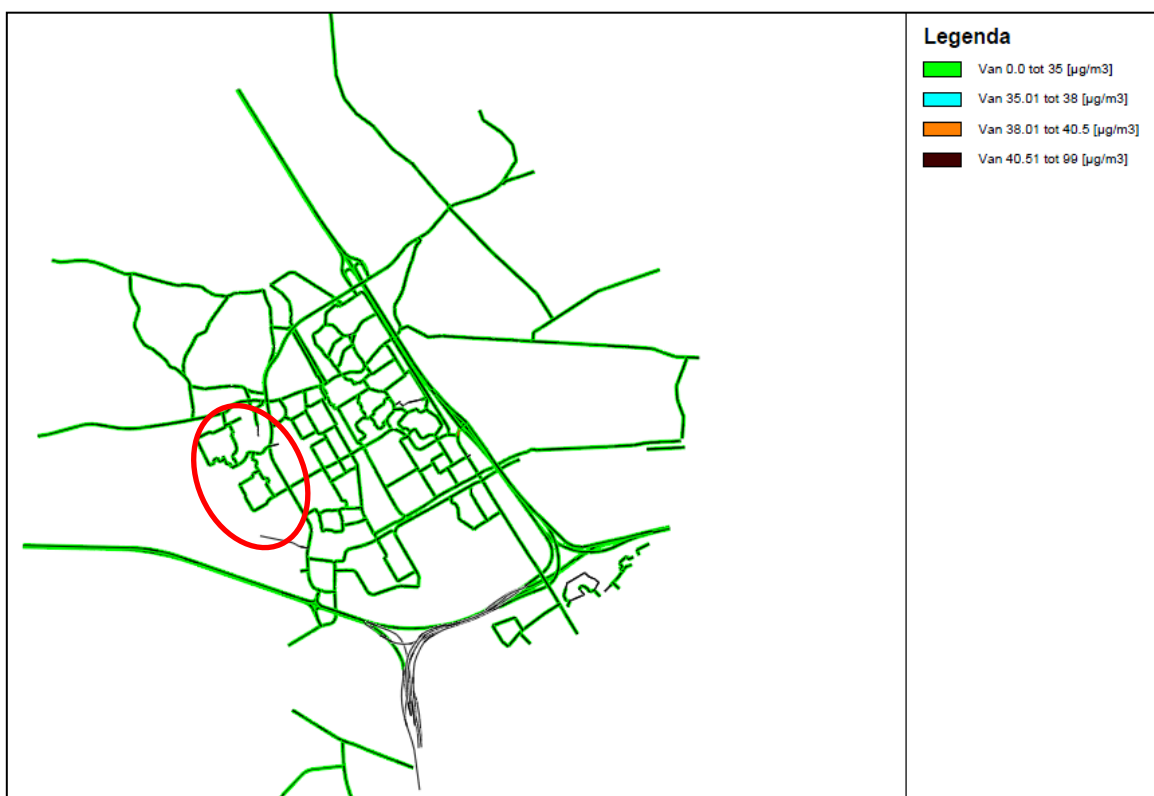 Legenda
Van 0.0 tot 35 [µg/m3]
Van 35.01 tot 38 [µg/m3]
Van 38.01 tot 40.5 [µg/m3]
Van 40.51 tot 99 [µg/m3]